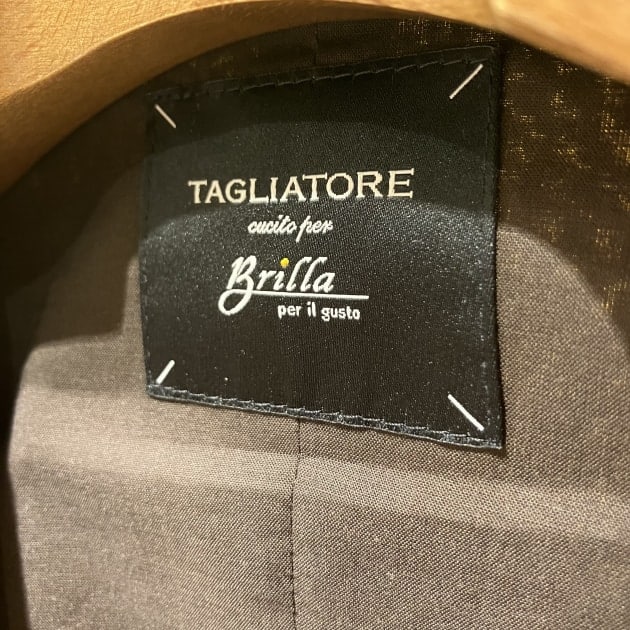 TAGLIATORE
cucito per
Brilla
per il gusto